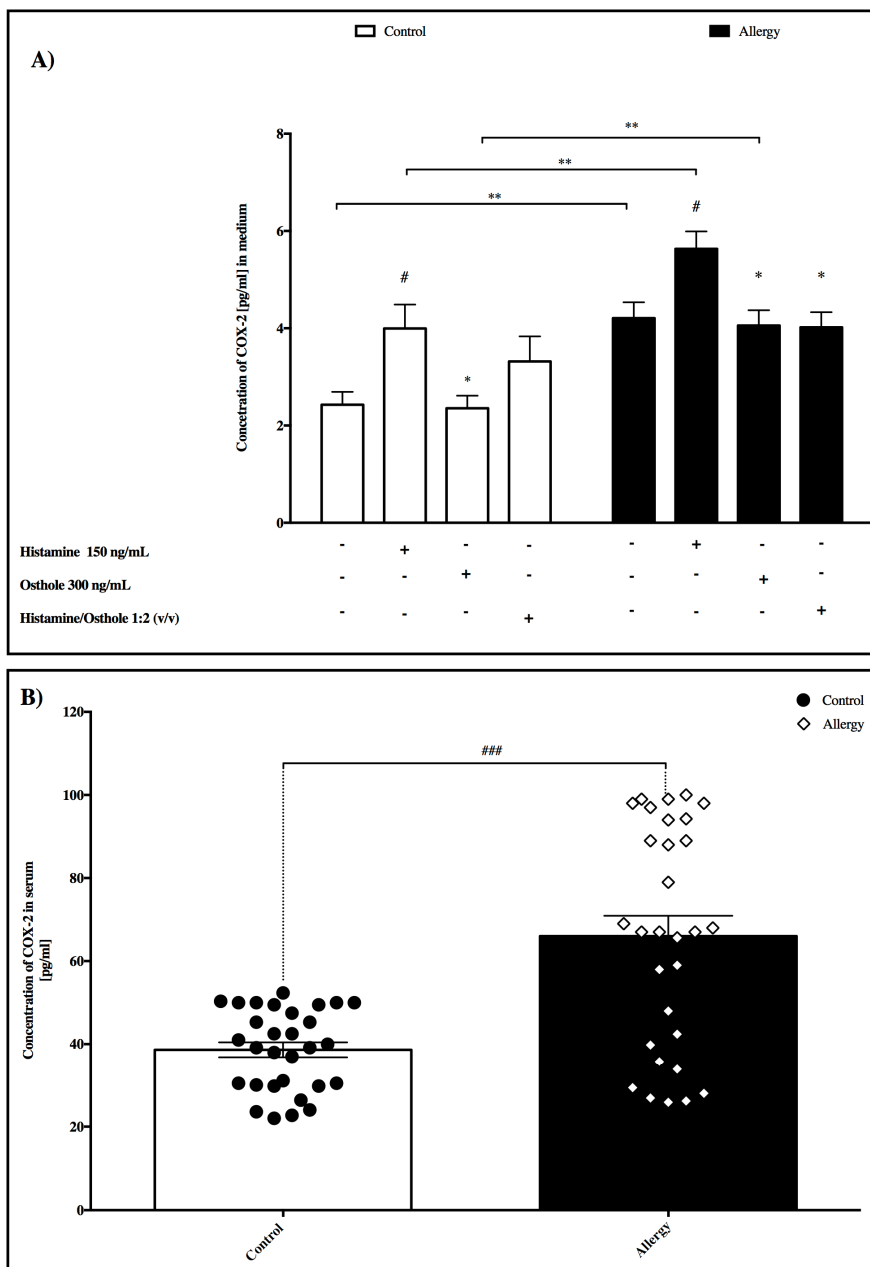 Control Allergy
A)
** 
**
**
# # * * *
8
6
4
2
0
Concetration of COX-2 [pg/ml] in medium
- - - - - - - -
Histamine 150 ng/mL - + - - - + - -
Osthole 300 ng/mL - - + - - - + -
Histamine/Osthole 1:2 (v/v) - - - + - - - +
B)
Control
Allergy
###
120
100
80
60
40
20
0
Concentration of COX-2 in serum
[pg/ml]
Control Allergy